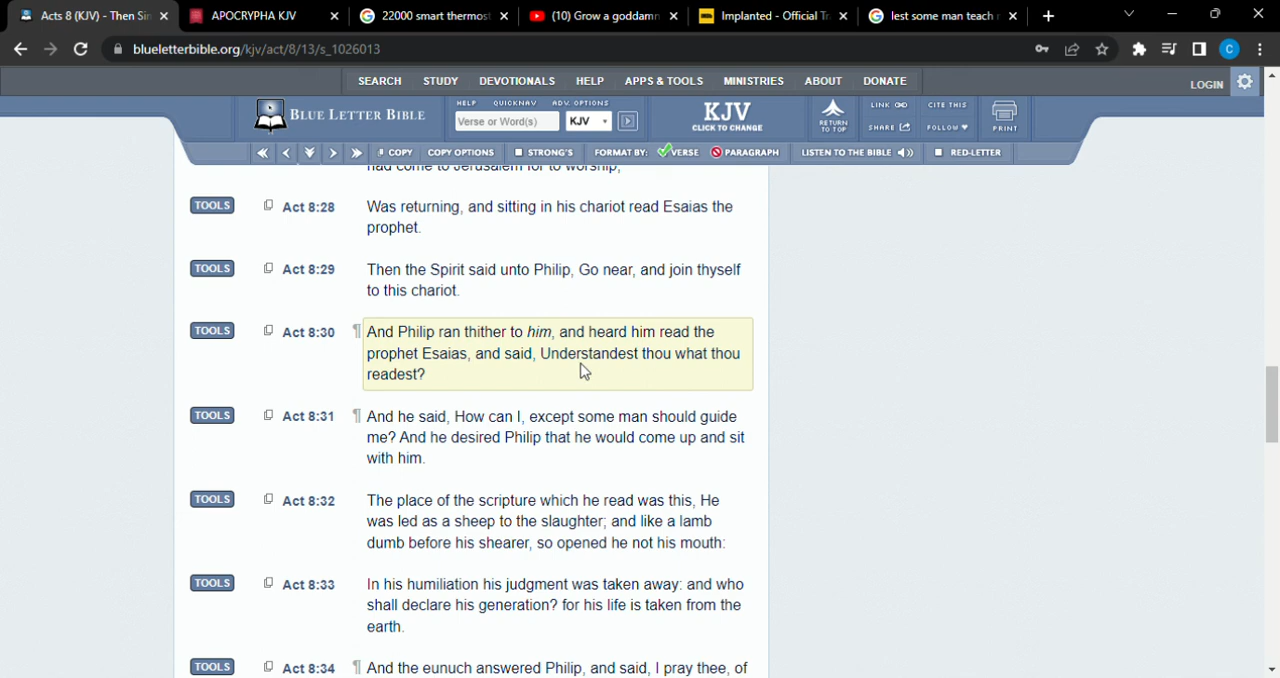 Acts 8 (KJV) - Then Sin
APOCRYPHA KJV
22000 smart thermost
(10) Grow a goddamn
Implanted - Official Tr
lest some man teach
blueletterbible.org/kjv/act/8/13/s_1026013
C
SEARCH STUDY DEVOTIONALS HELP APPS & TOOLS MINISTRIES ABOUT DONATE
LOGIN
BLUE LETTER BIBLE
HELP QUICKNAV ADV. OPTIONS
Verse or Word(s) KJV
KJV
CLICK TO CHANGE
RETURN
TO TOP
LINK CITE THIS
SHARE FOLLOW
PRINT
COPY COPY OPTIONS STRONG'S FORMAT BY: VERSE PARAGRAPH LISTEN TO THE BIBLE RED-LETTER
had come to Jerusalem for to worship,
TOOLS Act 8:28 Was returning, and sitting in his chariot read Esaias the
prophet.
TOOLS Act 8:29 Then the Spirit said unto Philip, Go near, and join thyself
to this chariot.
TOOLS Act 8:30 ¶ And Philip ran thither to him, and heard him read the
prophet Esaias, and said, Understandest thou what thou
readest?
TOOLS Act 8:31 ¶ And he said, How can I, except some man should guide
me? And he desired Philip that he would come up and sit
with him.
TOOLS Act 8:32 The place of the scripture which he read was this, He
was led as a sheep to the slaughter; and like a lamb
dumb before his shearer, so opened he not his mouth:
TOOLS Act 8:33 In his humiliation his judgment was taken away: and who
shall declare his generation? for his life is taken from the
earth.
TOOLS Act 8:34 ¶ And the eunuch answered Philip, and said, I pray thee, of